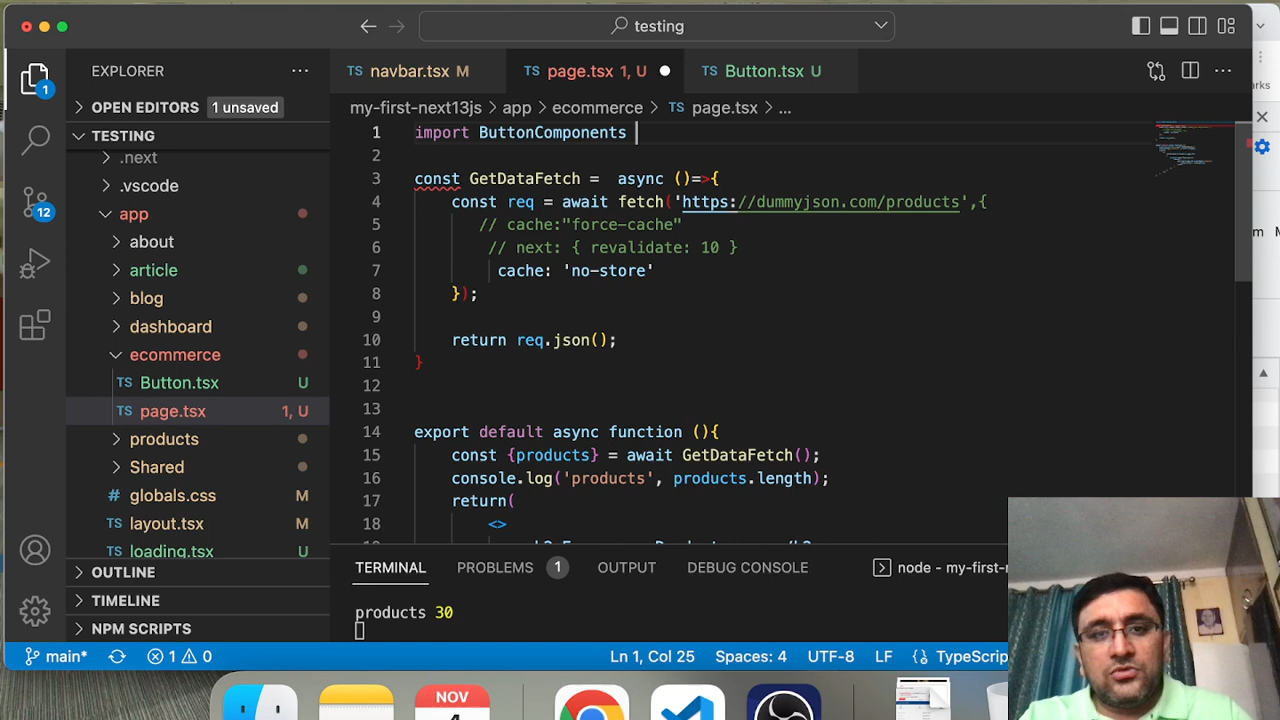 testing
EXPLORER
navbar.tsx M
TS page.tsx 1, U
TS Button.tsx U
OPEN EDITORS 1 unsaved
my-first-next13js > app > ecommerce > TS page.tsx > ...
TESTING
.next
.vscode
app
about
article
blog
dashboard
ecommerce
TS Button.tsx U
TS page.tsx 1, U
products
Shared
globals.css M
TS layout.tsx M
TS loading.tsx U
OUTLINE
TIMELINE
NPM SCRIPTS
1
12
1 import ButtonComponents
2
3 const GetDataFetch = async ()=>{
4 const req = await fetch('https://dummyjson.com/products',{
5 // cache:"force-cache"
6 // next: { revalidate: 10 }
7 cache: 'no-store'
8 });
9
10 return req.json();
11 }
12
13
14 export default async function (){
15 const {products} = await GetDataFetch();
16 console.log('products', products.length);
17 return(
18 <>
TERMINAL PROBLEMS 1 OUTPUT DEBUG CONSOLE
node - my-first-n
products 30
main* 1 0 Ln 1, Col 25 Spaces: 4 UTF-8 LF {} TypeScrip
NOV